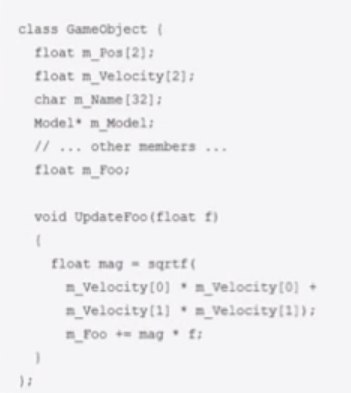 class GameObject {
float m_Pos[2];
float m_Velocity[2];
char m_Name[32];
Model* m_Model;
// ... other members ...
float m_Foo;
void UpdateFoo(float f)
{
float mag = sqrtf(
m_Velocity[0] * m_Velocity[0] +
m_Velocity[1] * m_Velocity[1]);
m_Foo += mag * f;
}
};